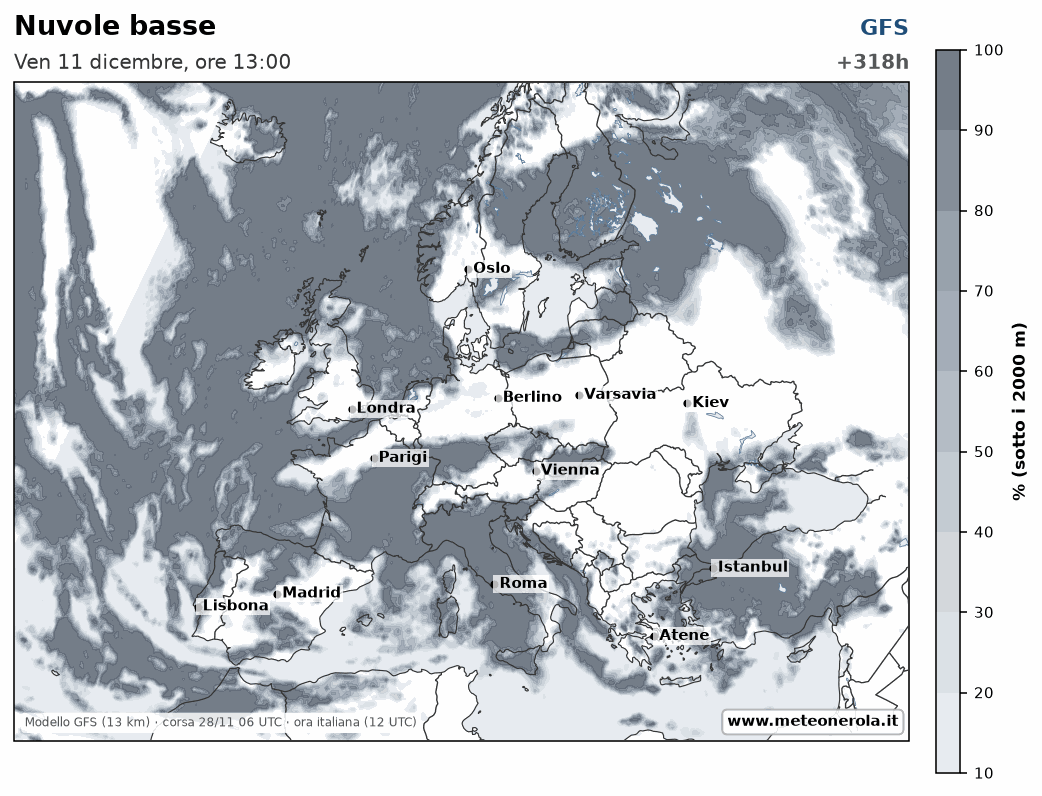 Nuvole basse
GFS
Ven 11 dicembre, ore 13:00
+318h
100
90
80
70
60
50
40
30
20
10
% (sotto i 2000 m)
Oslo
Londra
Berlino
Varsavia
Kiev
Parigi
Vienna
Istanbul
Roma
Madrid
Lisbona
Atene
Modello GFS (13 km) · corsa 28/11 06 UTC · ora italiana (12 UTC)
www.meteonerola.it